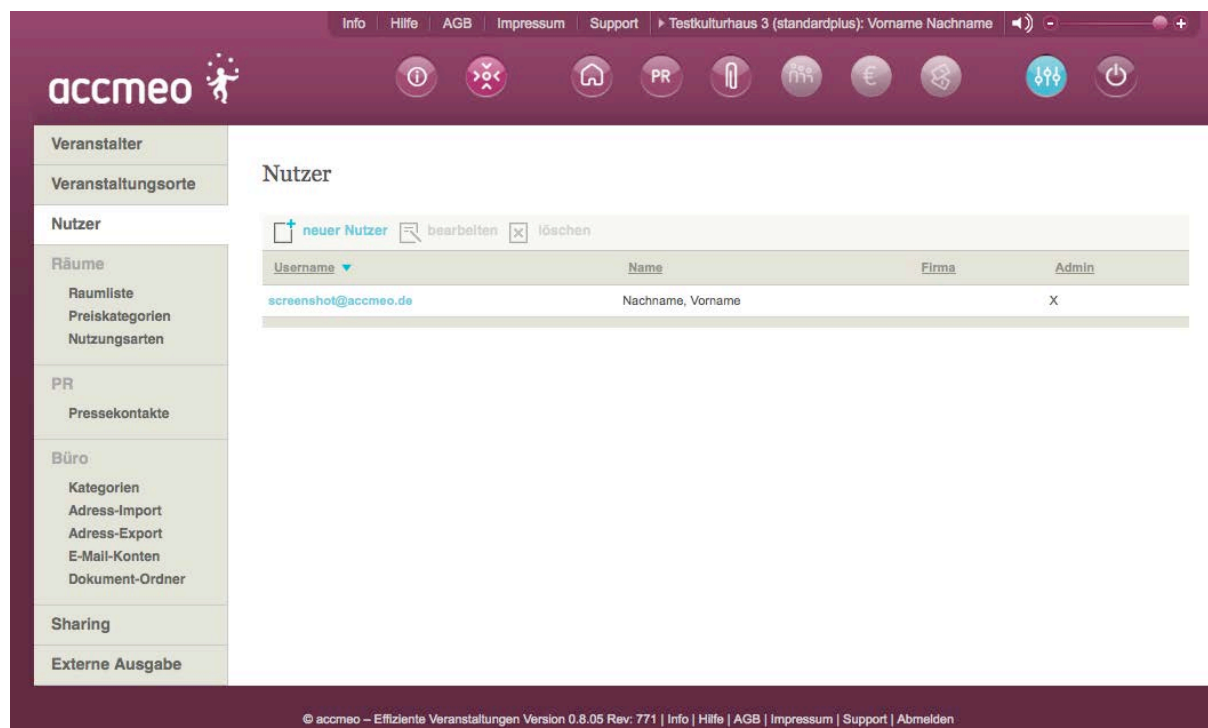 Info | Hilfe | AGB | Impressum | Support | Testkulturhaus 3 (standardplus): Vorname Nachname
accmeo
PR
€
Veranstalter
Veranstaltungsorte
Nutzer
Räume
Raumliste
Preiskategorien
Nutzungsarten
PR
Pressekontakte
Büro
Kategorien
Adress-Import
Adress-Export
E-Mail-Konten
Dokument-Ordner
Sharing
Externe Ausgabe
Nutzer
neuer Nutzer bearbeiten löschen
Username Name Firma Admin
screenshot@accmeo.de Nachname, Vorname X
© accmeo – Effiziente Veranstaltungen Version 0.8.05 Rev: 771 | Info | Hilfe | AGB | Impressum | Support | Abmelden